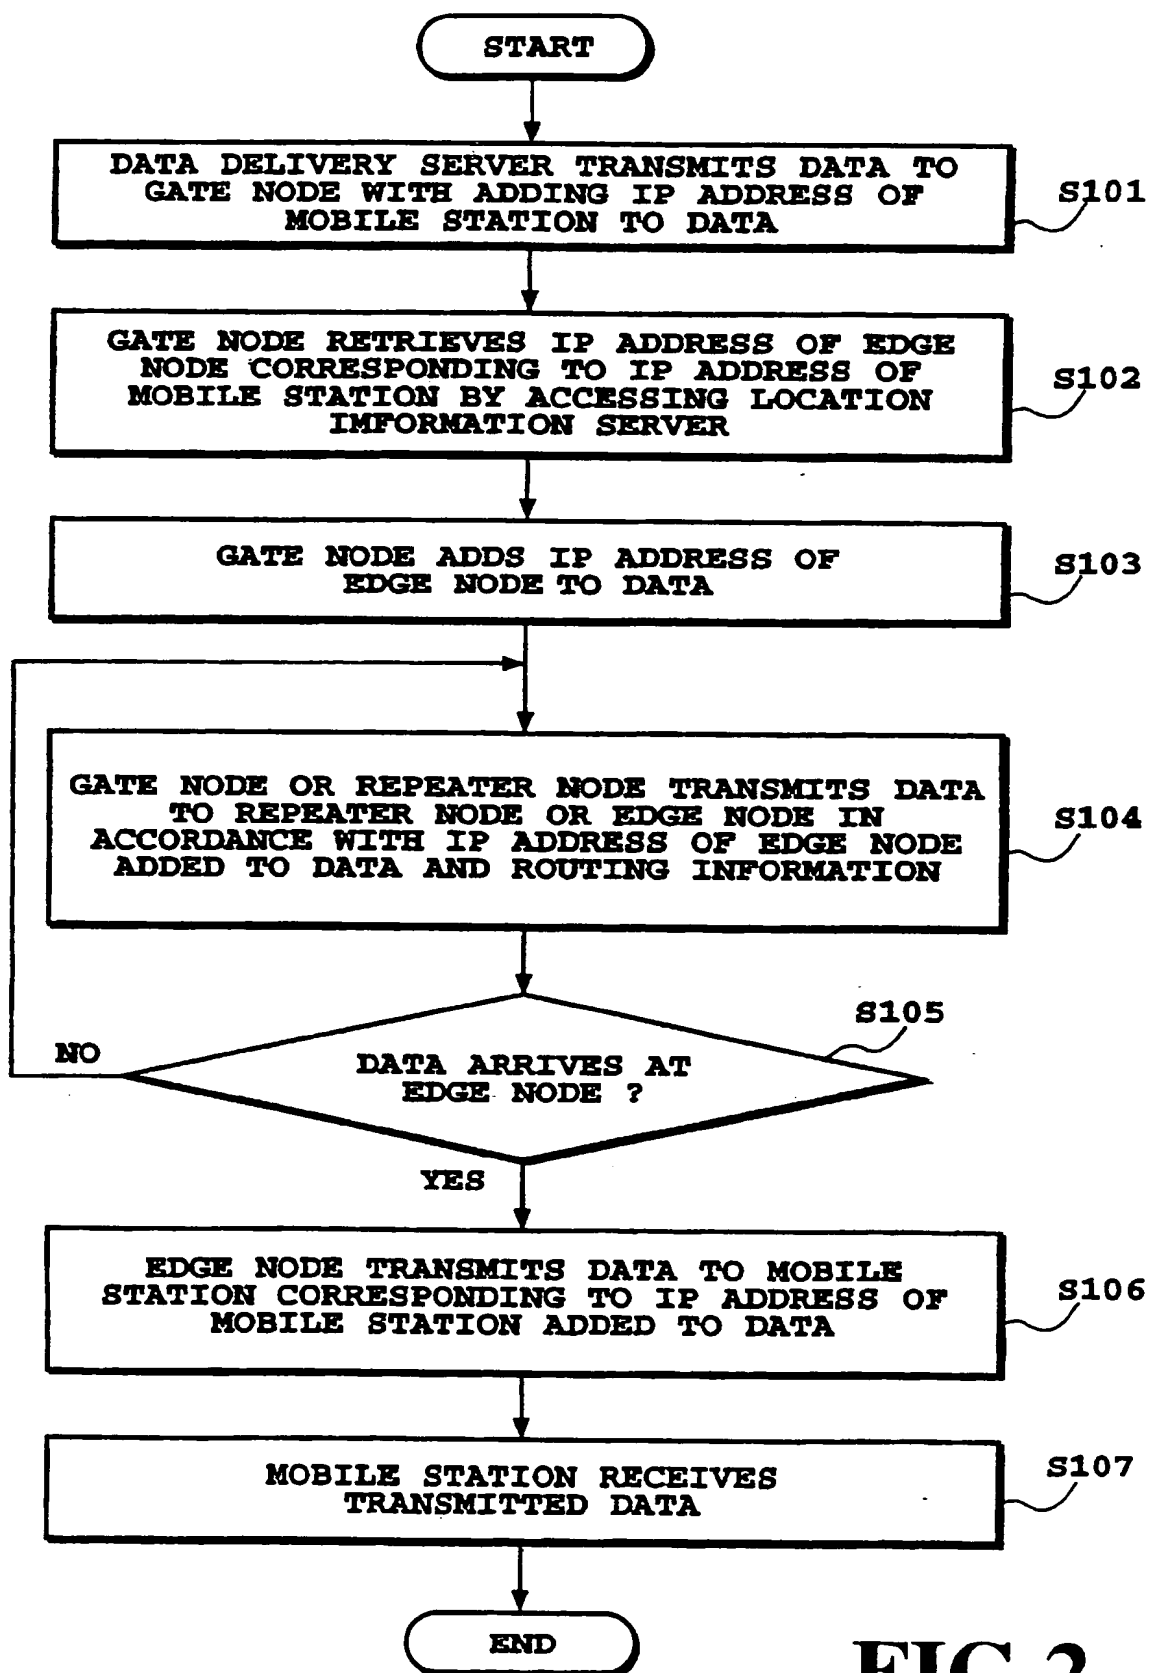 START
DATA DELIVERY SERVER TRANSMITS DATA TO
GATE NODE WITH ADDING IP ADDRESS OF
MOBILE STATION TO DATA
S101
GATE NODE RETRIEVES IP ADDRESS OF EDGE
NODE CORRESPONDING TO IP ADDRESS OF
MOBILE STATION BY ACCESSING LOCATION
IMFORMATION SERVER
S102
GATE NODE ADDS IP ADDRESS OF
EDGE NODE TO DATA
S103
GATE NODE OR REPEATER NODE TRANSMITS DATA
TO REPEATER NODE OR EDGE NODE IN
ACCORDANCE WITH IP ADDRESS OF EDGE NODE
ADDED TO DATA AND ROUTING INFORMATION
S104
S105
NO
DATA ARRIVES AT
EDGE NODE ?
YES
EDGE NODE TRANSMITS DATA TO MOBILE
STATION CORRESPONDING TO IP ADDRESS OF
MOBILE STATION ADDED TO DATA
S106
MOBILE STATION RECEIVES
TRANSMITTED DATA
S107
END
FIG.2